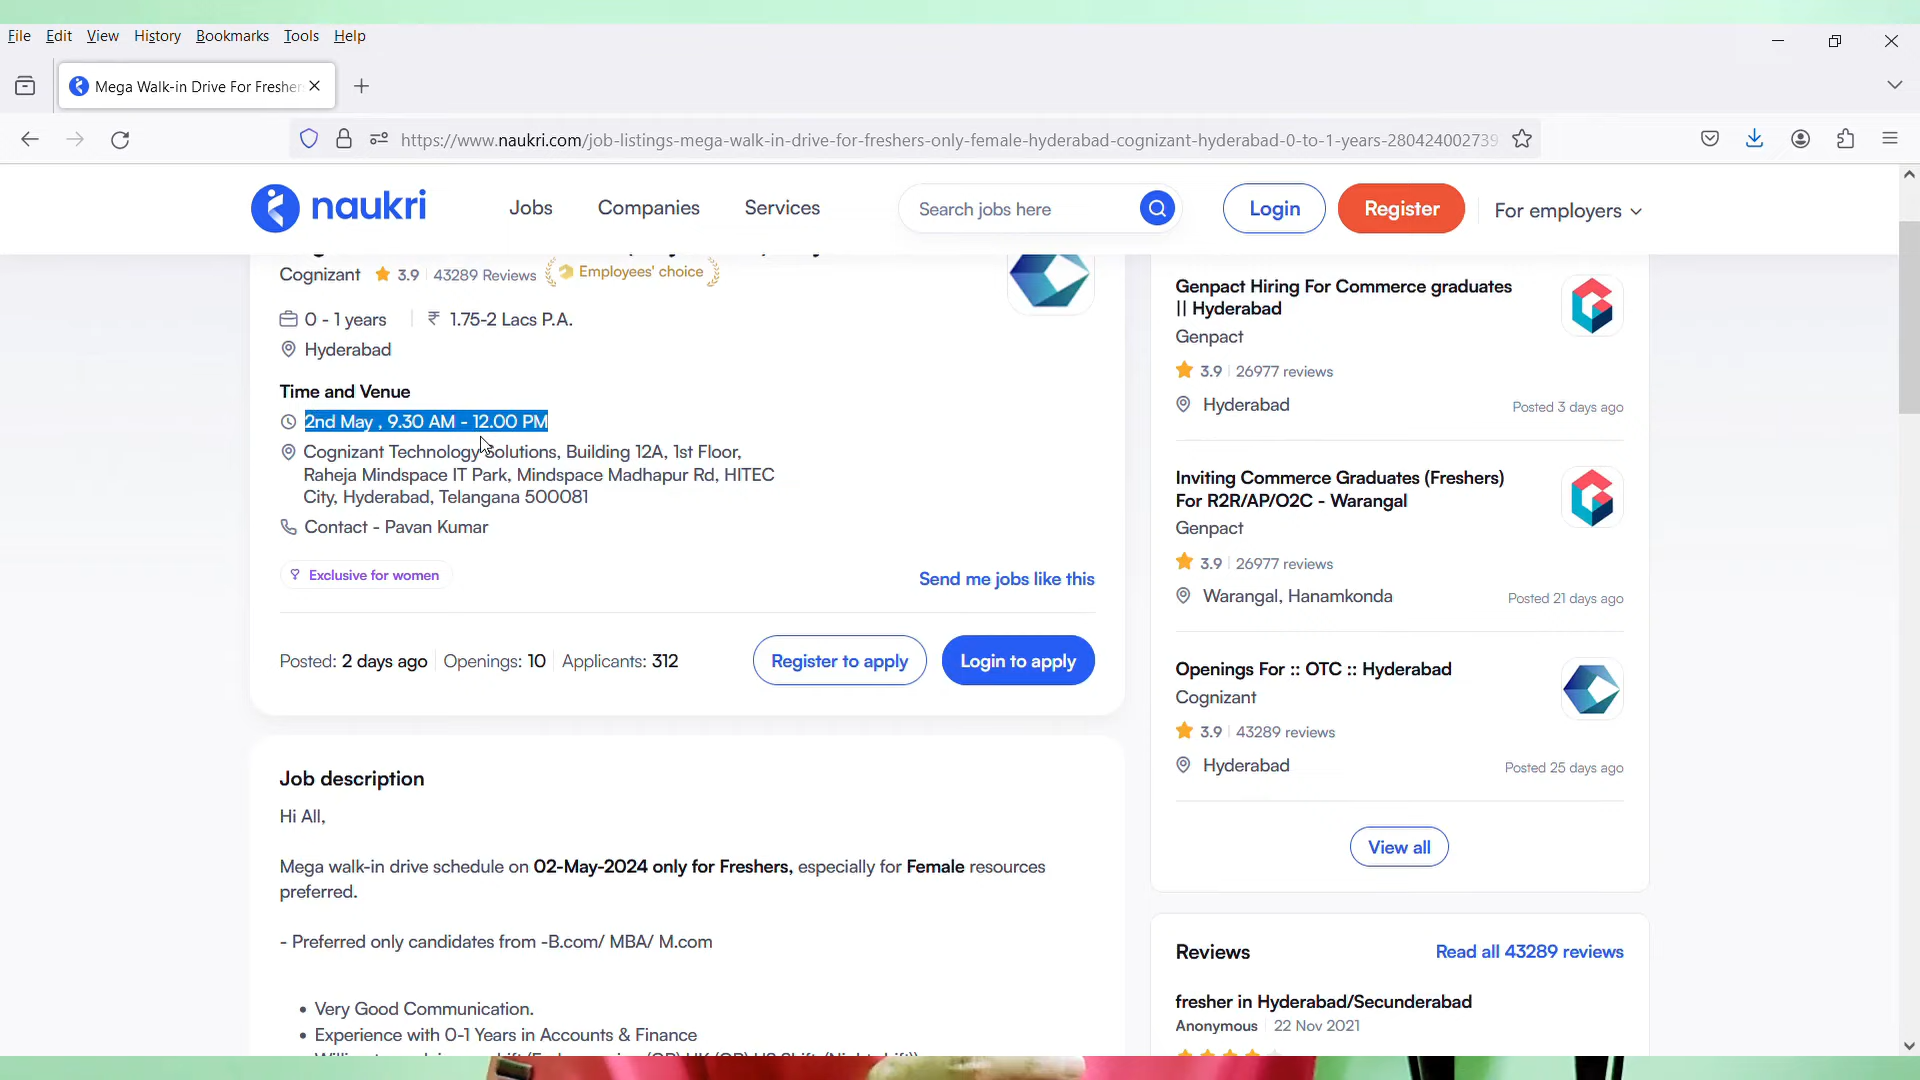 File Edit View History Bookmarks Tools Help
Mega Walk-in Drive For Fresher
https://www.naukri.com/job-listings-mega-walk-in-drive-for-freshers-only-female-hyderabad-cognizant-hyderabad-0-to-1-years-280424002739
naukri Jobs Companies Services Search jobs here Login Register For employers
Cognizant 3.9 43289 Reviews Employees' choice
0 - 1 years ₹ 1.75-2 Lacs P.A.
Hyderabad
Time and Venue
2nd May , 9.30 AM - 12.00 PM
Cognizant Technology Solutions, Building 12A, 1st Floor,
Raheja Mindspace IT Park, Mindspace Madhapur Rd, HITEC
City, Hyderabad, Telangana 500081
Contact - Pavan Kumar
Exclusive for women
Send me jobs like this
Posted: 2 days ago Openings: 10 Applicants: 312
Register to apply Login to apply
Job description
Hi All,
Mega walk-in drive schedule on 02-May-2024 only for Freshers, especially for Female resources
preferred.
- Preferred only candidates from -B.com/ MBA/ M.com
• Very Good Communication.
• Experience with 0-1 Years in Accounts & Finance
Genpact Hiring For Commerce graduates
|| Hyderabad
Genpact
3.9 26977 reviews
Hyderabad Posted 3 days ago
Inviting Commerce Graduates (Freshers)
For R2R/AP/O2C - Warangal
Genpact
3.9 26977 reviews
Warangal, Hanamkonda Posted 21 days ago
Openings For :: OTC :: Hyderabad
Cognizant
3.9 43289 reviews
Hyderabad Posted 25 days ago
View all
Reviews Read all 43289 reviews
fresher in Hyderabad/Secunderabad
Anonymous 22 Nov 2021